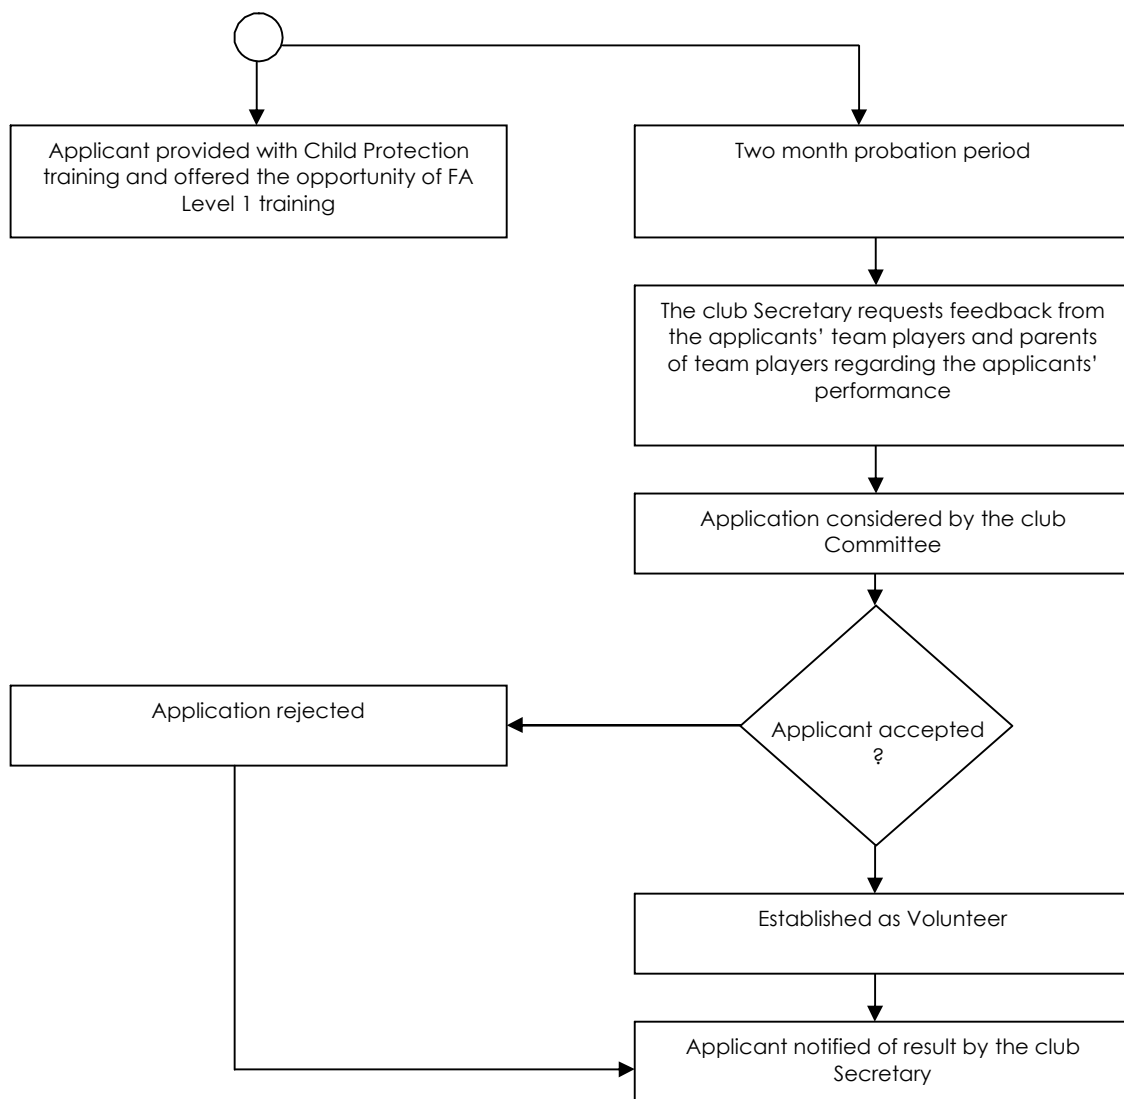 Applicant provided with Child Protection
training and offered the opportunity of FA
Level 1 training
Two month probation period
The club Secretary requests feedback from
the applicants’ team players and parents
of team players regarding the applicants’
performance
Application considered by the club
Committee
Application rejected
Applicant accepted
?
Established as Volunteer
Applicant notified of result by the club
Secretary